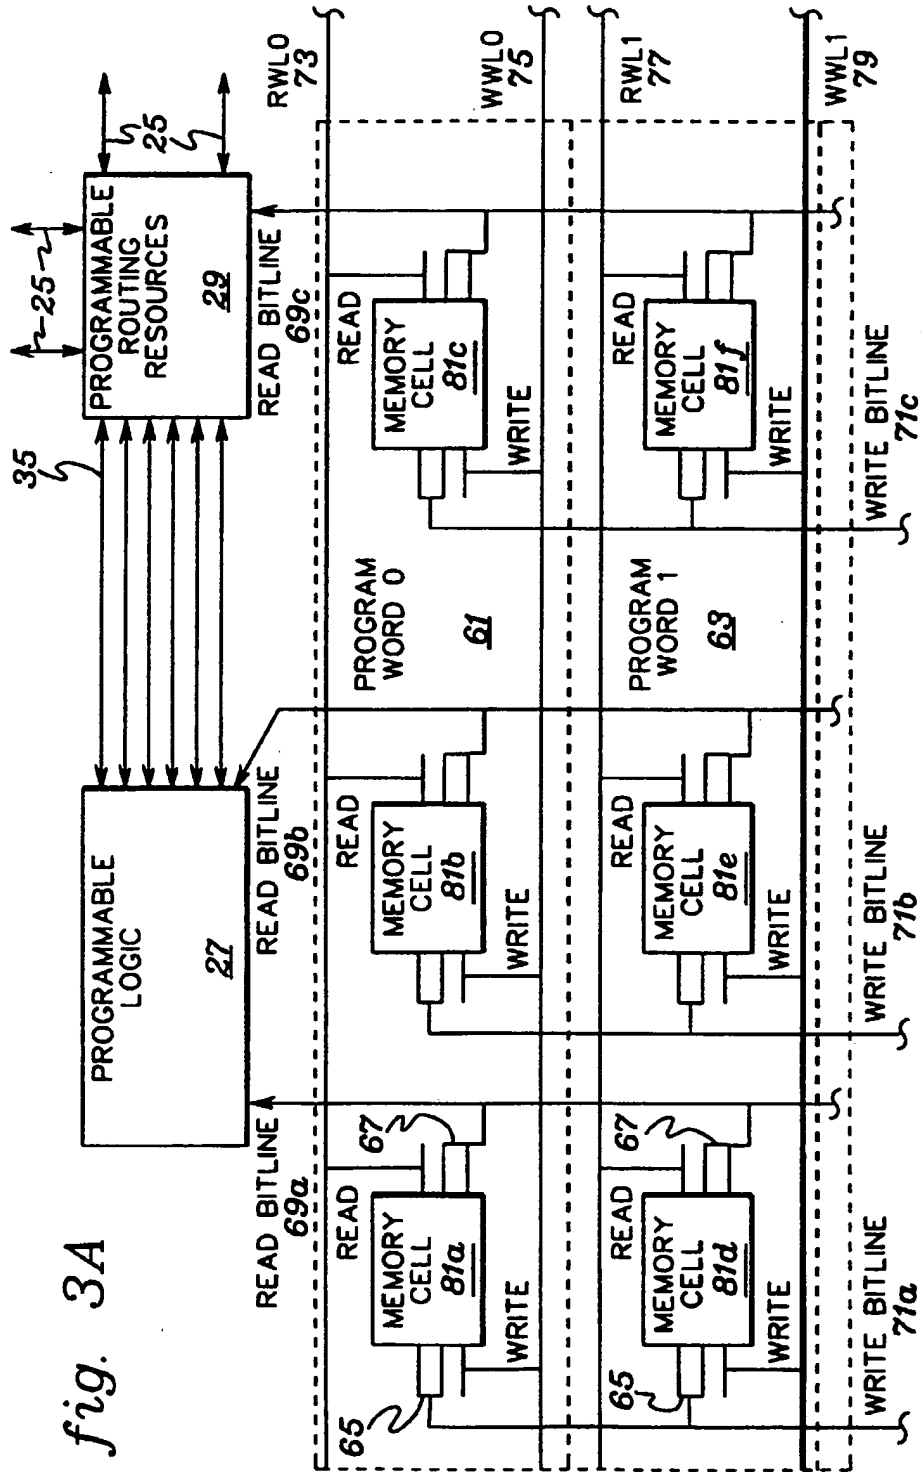 fig. 3A
PROGRAMMABLE
LOGIC
27
35
25
PROGRAMMABLE
ROUTING
RESOURCES
29
25
READ BITLINE
69a
READ BITLINE
69b
READ BITLINE
69c
RWL0
73
READ
READ
READ
67
MEMORY
CELL
81a
MEMORY
CELL
81b
PROGRAM
WORD 0
61
MEMORY
CELL
81c
65
WRITE
WRITE
WRITE
WWL0
75
RWL1
77
READ
READ
READ
67
MEMORY
CELL
81d
MEMORY
CELL
81e
PROGRAM
WORD 1
63
MEMORY
CELL
81f
65
WRITE
WRITE
WRITE
WWL1
79
WRITE BITLINE
71a
WRITE BITLINE
71b
WRITE BITLINE
71c